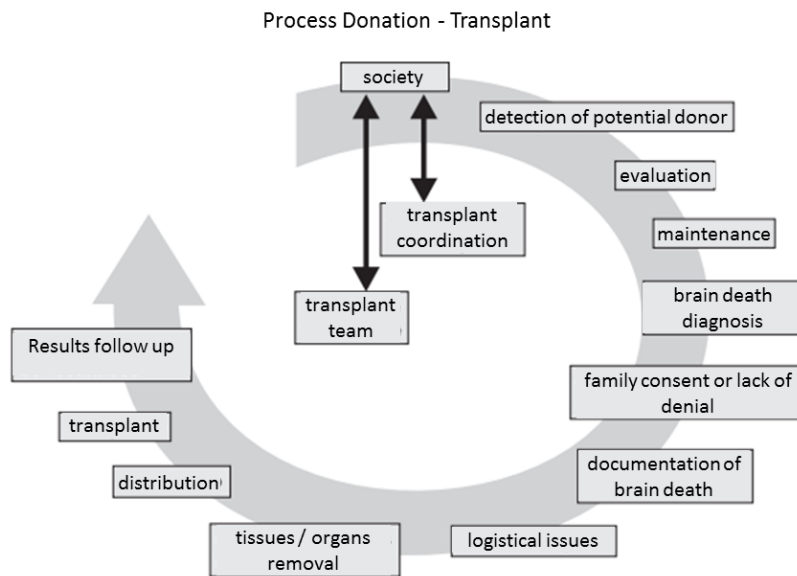 Process Donation - Transplant
society
detection of potential donor
evaluation
maintenance
transplant
coordination
brain death
diagnosis
transplant
team
Results follow up
family consent or lack of
denial
transplant
documentation of
brain death
distribution
tissues / organs
removal
logistical issues